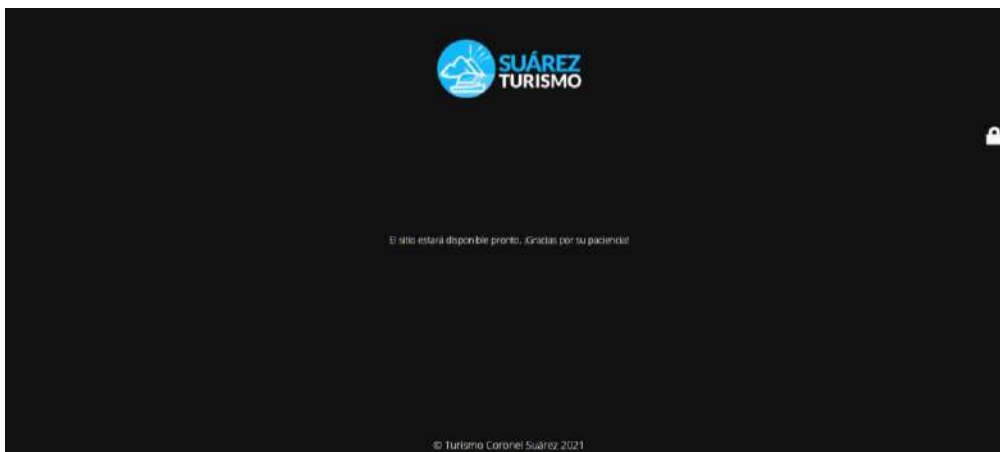 SUÁREZ
TURISMO
El sitio estará disponible pronto. ¡Gracias por su paciencia!
© Turismo Coronel Suárez 2021